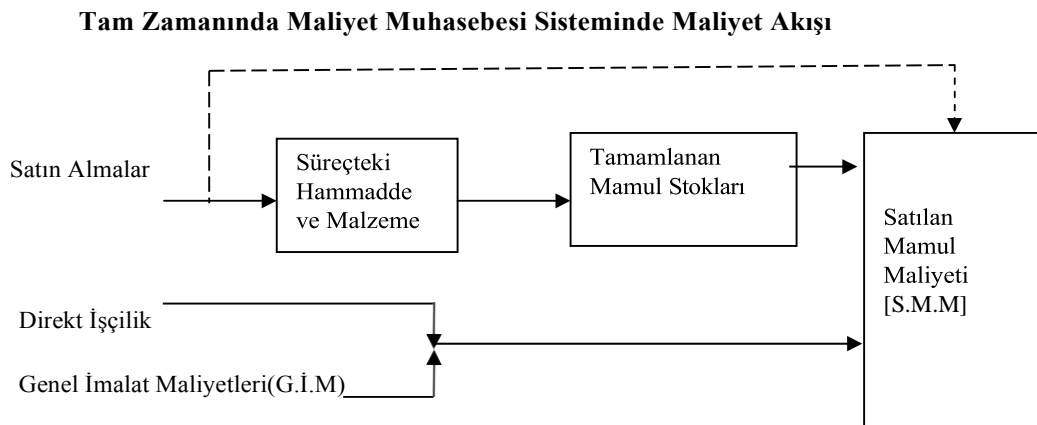 Tam Zamanında Maliyet Muhasebesi Sisteminde Maliyet Akışı
Satın Almalar
Süreçteki
Hammadde
ve Malzeme
Tamamlanan
Mamul Stokları
Satılan
Mamul
Maliyeti
[S.M.M]
Direkt İşçilik
Genel İmalat Maliyetleri(G.İ.M)